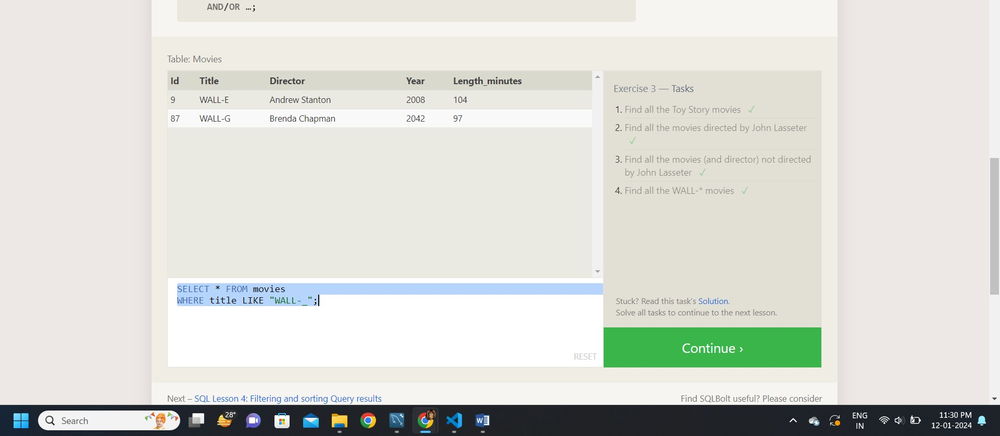 AND/OR …;
Table: Movies
Id Title Director Year Length_minutes
9 WALL-E Andrew Stanton 2008 104
87 WALL-G Brenda Chapman 2042 97
Exercise 3 — Tasks
1. Find all the Toy Story movies ✓
2. Find all the movies directed by John Lasseter
✓
3. Find all the movies (and director) not directed
by John Lasseter ✓
4. Find all the WALL-* movies ✓
SELECT * FROM movies
WHERE title LIKE "WALL-_";
RESET
Stuck? Read this task's Solution.
Solve all tasks to continue to the next lesson.
Continue ›
Next – SQL Lesson 4: Filtering and sorting Query results
Find SQLBolt useful? Please consider
Search
28°
ENG
IN
11:30 PM
12-01-2024